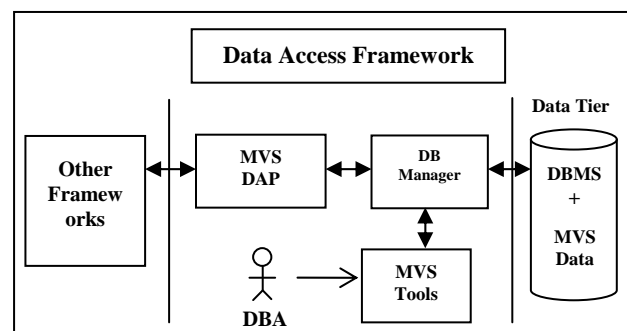 Data Access Framework
Data Tier
Other
Framew
orks
MVS
DAP
DB
Manager
DBMS
+
MVS
Data
MVS
Tools
DBA